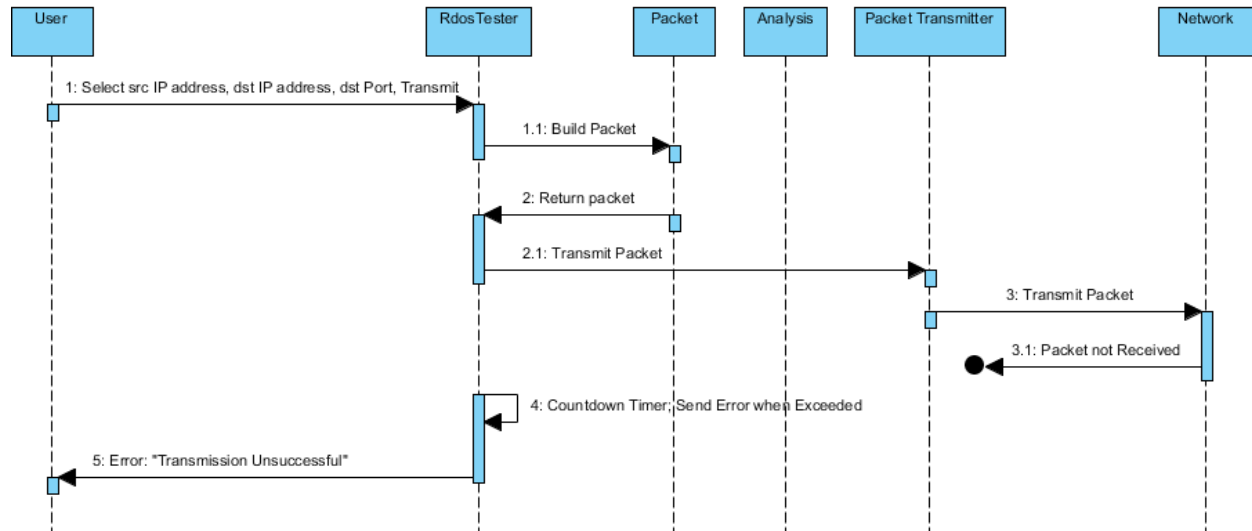 User
RdosTester
Packet
Analysis
Packet Transmitter
Network
1: Select src IP address, dst IP address, dst Port, Transmit
1.1: Build Packet
2: Return packet
2.1: Transmit Packet
3: Transmit Packet
3.1: Packet not Received
4: Countdown Timer; Send Error when Exceeded
5: Error: "Transmission Unsuccessful"